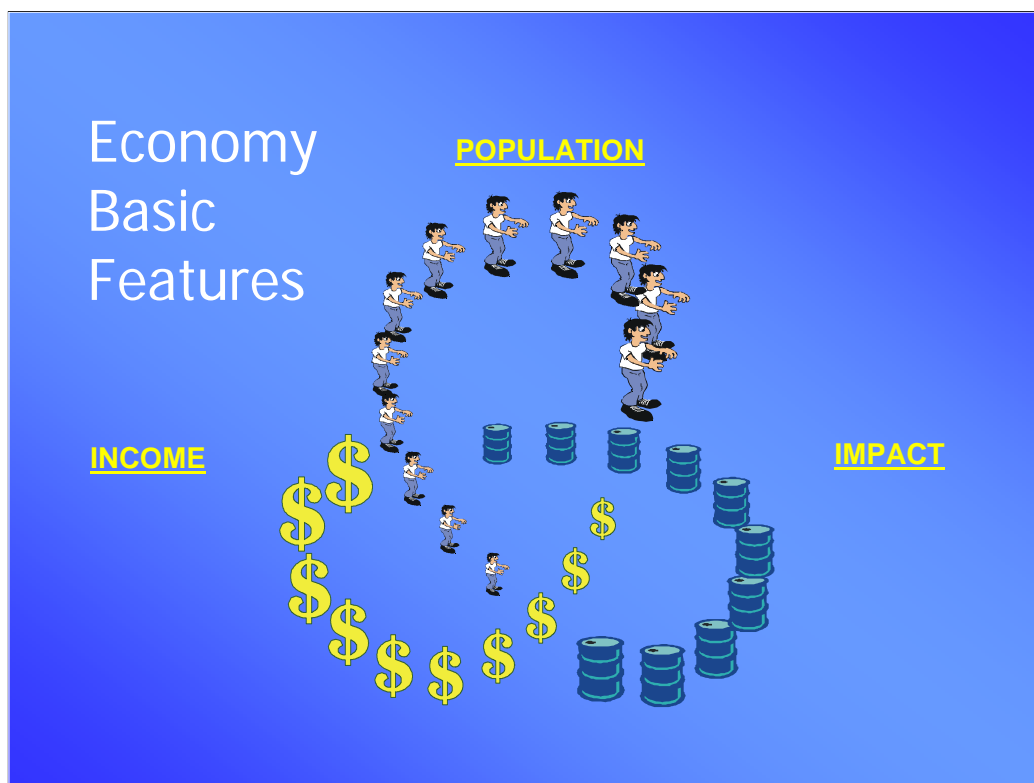 Economy
Basic
Features
POPULATION
INCOME
IMPACT
$
$
$
$
$
$
$
$
$
$